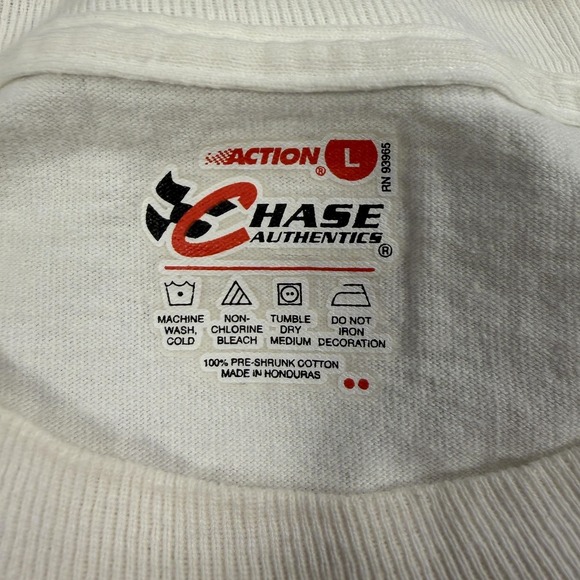 ACTION® L
RN 93965
CHASE
AUTHENTICS®
MACHINE WASH, COLD
NON-CHLORINE BLEACH
TUMBLE DRY MEDIUM
DO NOT IRON DECORATION
100% PRE-SHRUNK COTTON
MADE IN HONDURAS